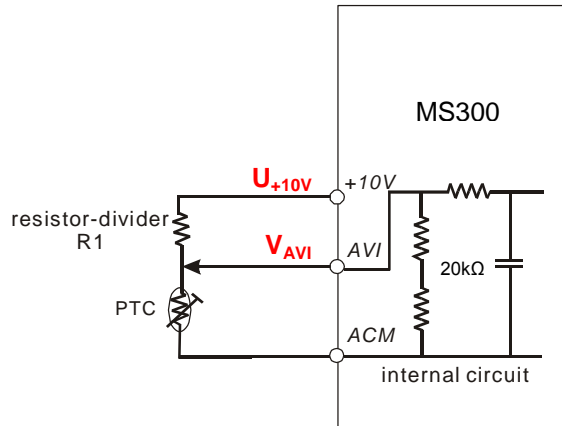 MS300
U+10V
+10V
resistor-divider
R1
VAVI
AVI
20kΩ
PTC
ACM
internal circuit